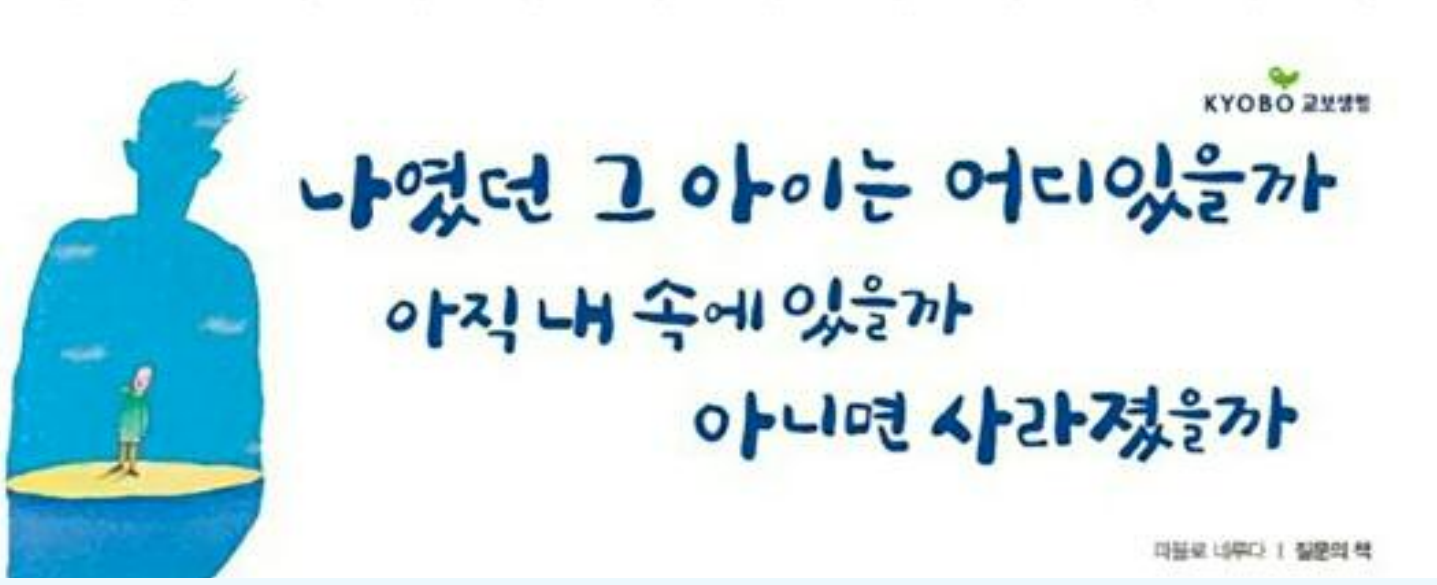 KYOBO 교보생명
나였던 그 아이는 어디있을까
아직 내 속에 있을까
아니면 사라졌을까
파블로 네루다 | 질문의 책